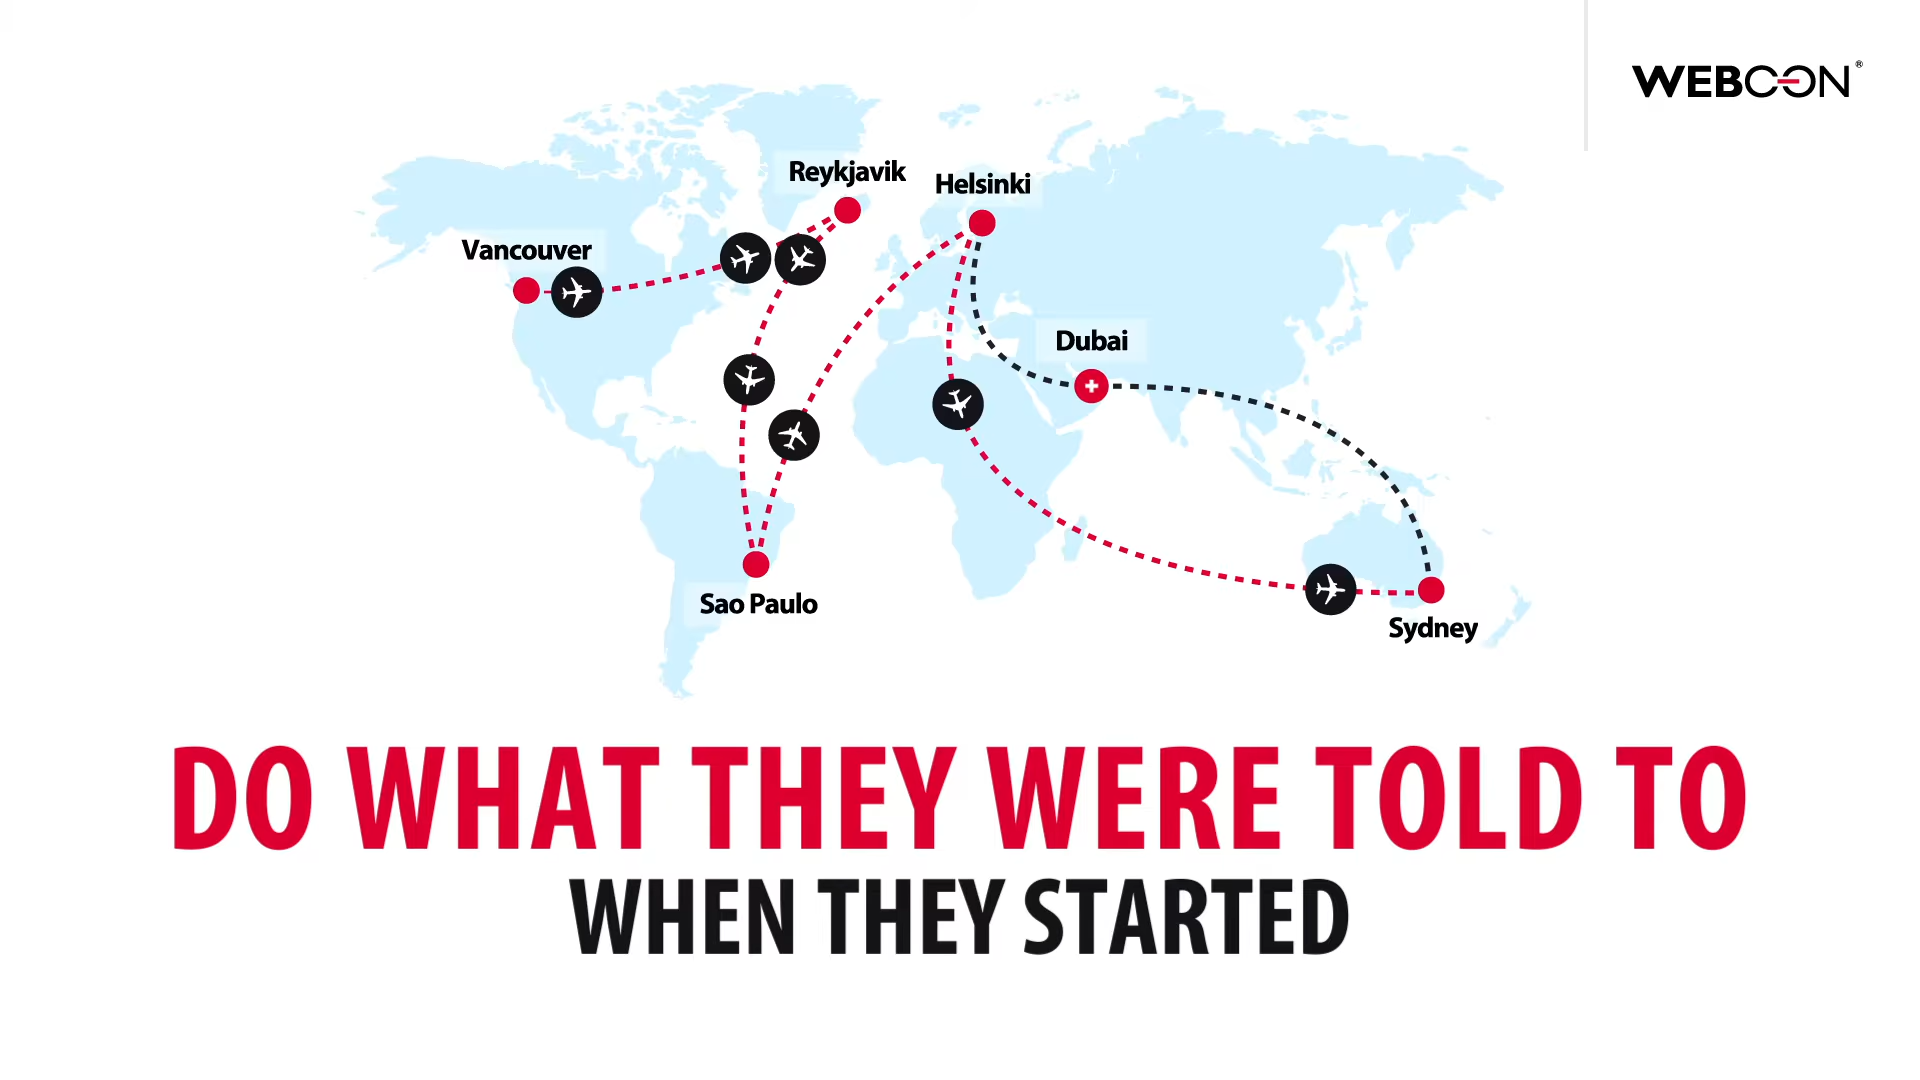 WEBCON®
Reykjavik
Helsinki
Vancouver
Dubai
Sao Paulo
Sydney
DO WHAT THEY WERE TOLD TO
WHEN THEY STARTED